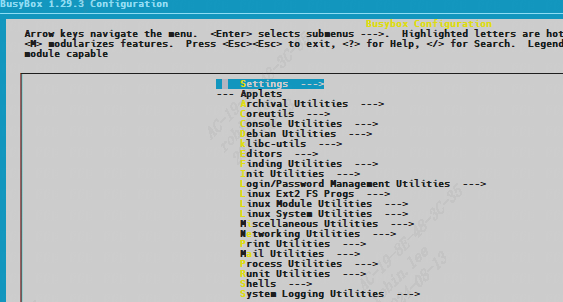 BusyBox 1.29.3 Configuration
Busybox Configuration
Arrow keys navigate the menu. <Enter> selects submenus --->. Highlighted letters are hot
<M> modularizes features. Press <Esc><Esc> to exit, <?> for Help, </> for Search. Legend
module capable
Settings --->
--- Applets
Archival Utilities --->
Coreutils --->
Console Utilities --->
Debian Utilities --->
klibc-utils --->
Editors --->
Finding Utilities --->
Init Utilities --->
Login/Password Management Utilities --->
Linux Ext2 FS Progs --->
Linux Module Utilities --->
Linux System Utilities --->
Miscellaneous Utilities --->
Networking Utilities --->
Print Utilities --->
Mail Utilities --->
Process Utilities --->
Runit Utilities --->
Shells --->
System Logging Utilities --->